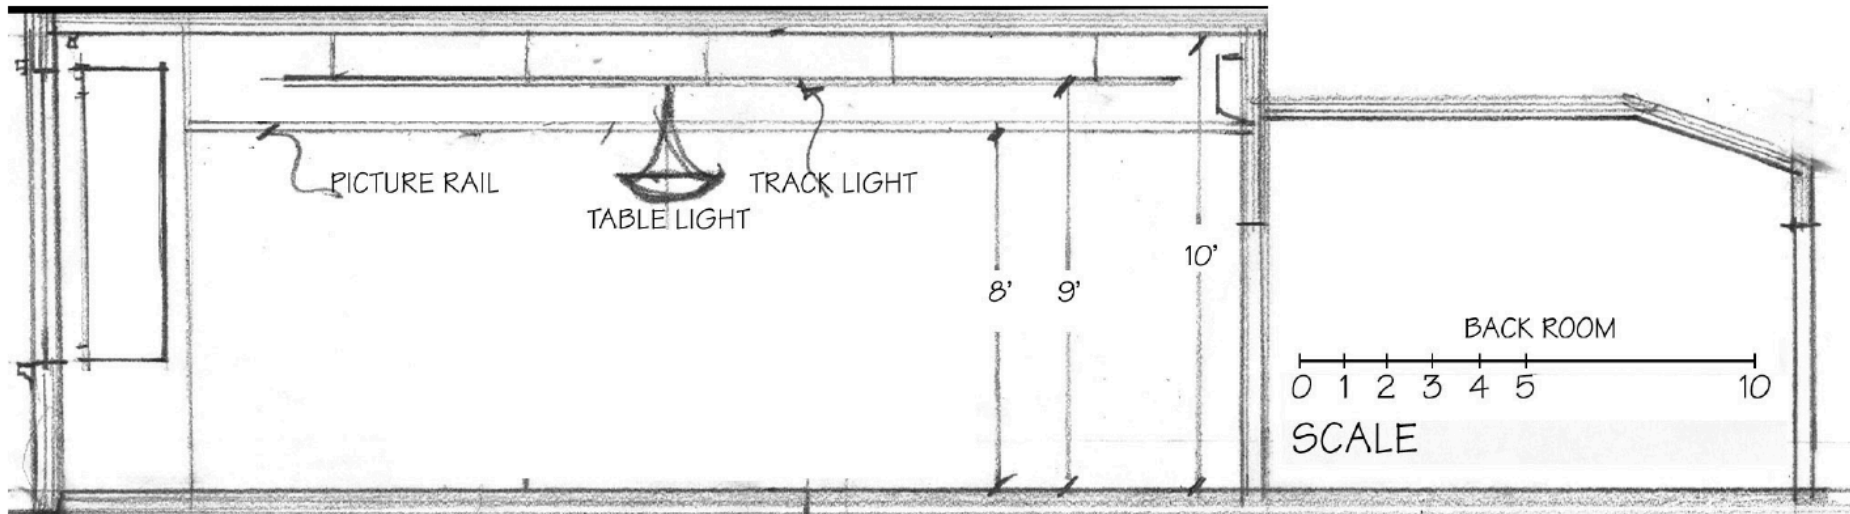 PICTURE RAIL
TRACK LIGHT
TABLE LIGHT
10'
8'
9'
BACK ROOM
0 1 2 3 4 5 10
SCALE